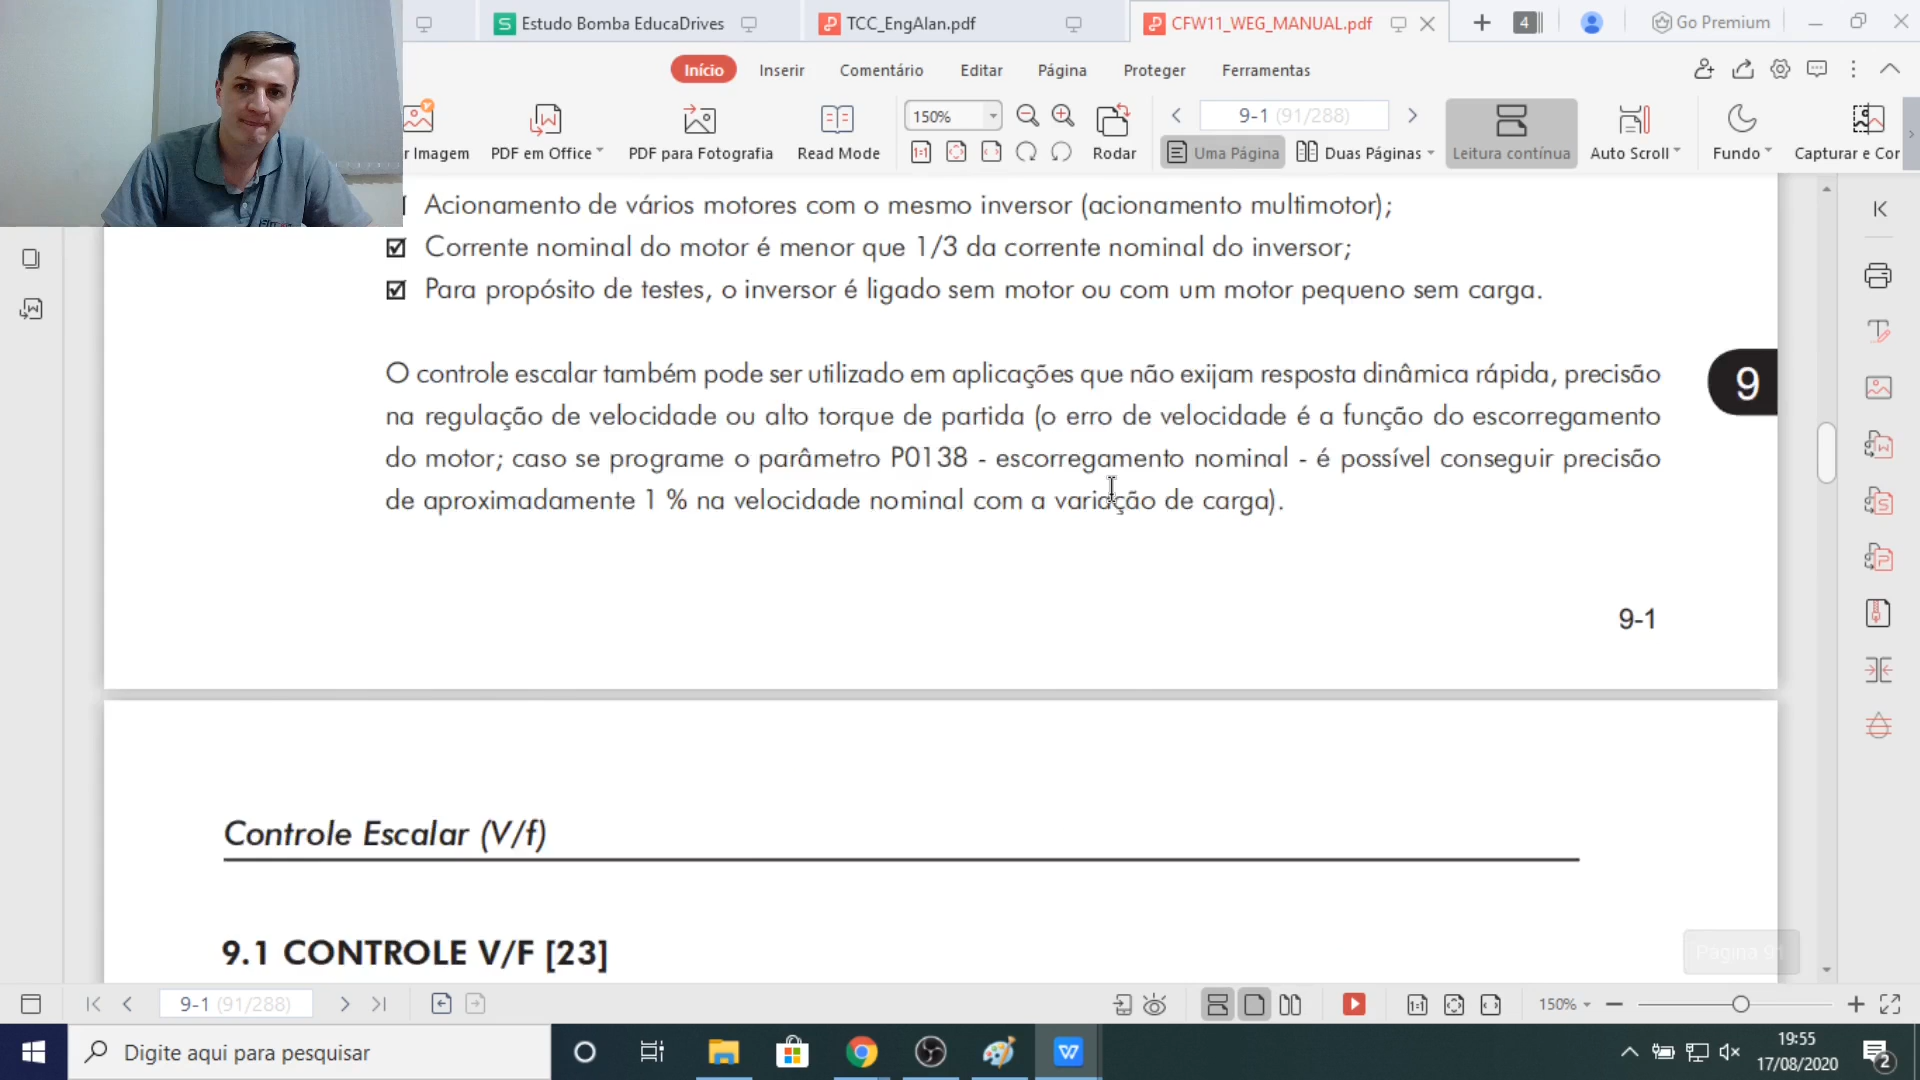 Estudo Bomba EducaDrives
TCC_EngAlan.pdf
CFW11_WEG_MANUAL.pdf
4
Go Premium
Início
Inserir
Comentário
Editar
Página
Proteger
Ferramentas
150%
9-1 (91/288)
r Imagem
PDF em Office
PDF para Fotografia
Read Mode
Rodar
Uma Página
Duas Páginas
Leitura contínua
Auto Scroll
Fundo
Capturar e Cor
Acionamento de vários motores com o mesmo inversor (acionamento multimotor);
Corrente nominal do motor é menor que 1/3 da corrente nominal do inversor;
Para propósito de testes, o inversor é ligado sem motor ou com um motor pequeno sem carga.
O controle escalar também pode ser utilizado em aplicações que não exijam resposta dinâmica rápida, precisão
na regulação de velocidade ou alto torque de partida (o erro de velocidade é a função do escorregamento
do motor; caso se programe o parâmetro P0138 - escorregamento nominal - é possível conseguir precisão
de aproximadamente 1 % na velocidade nominal com a variação de carga).
9
9-1
Controle Escalar (V/f)
9.1 CONTROLE V/F [23]
9-1 (91/288)
150%
Digite aqui para pesquisar
19:55
17/08/2020
2